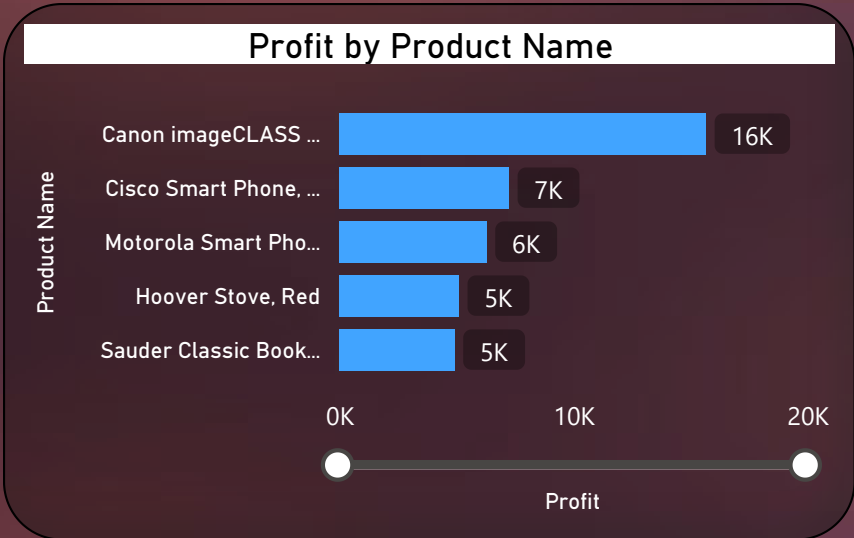 Profit by Product Name
Product Name
Canon imageCLASS ...
16K
Cisco Smart Phone, ...
7K
Motorola Smart Pho...
6K
Hoover Stove, Red
5K
Sauder Classic Book...
5K
0K 10K 20K
Profit